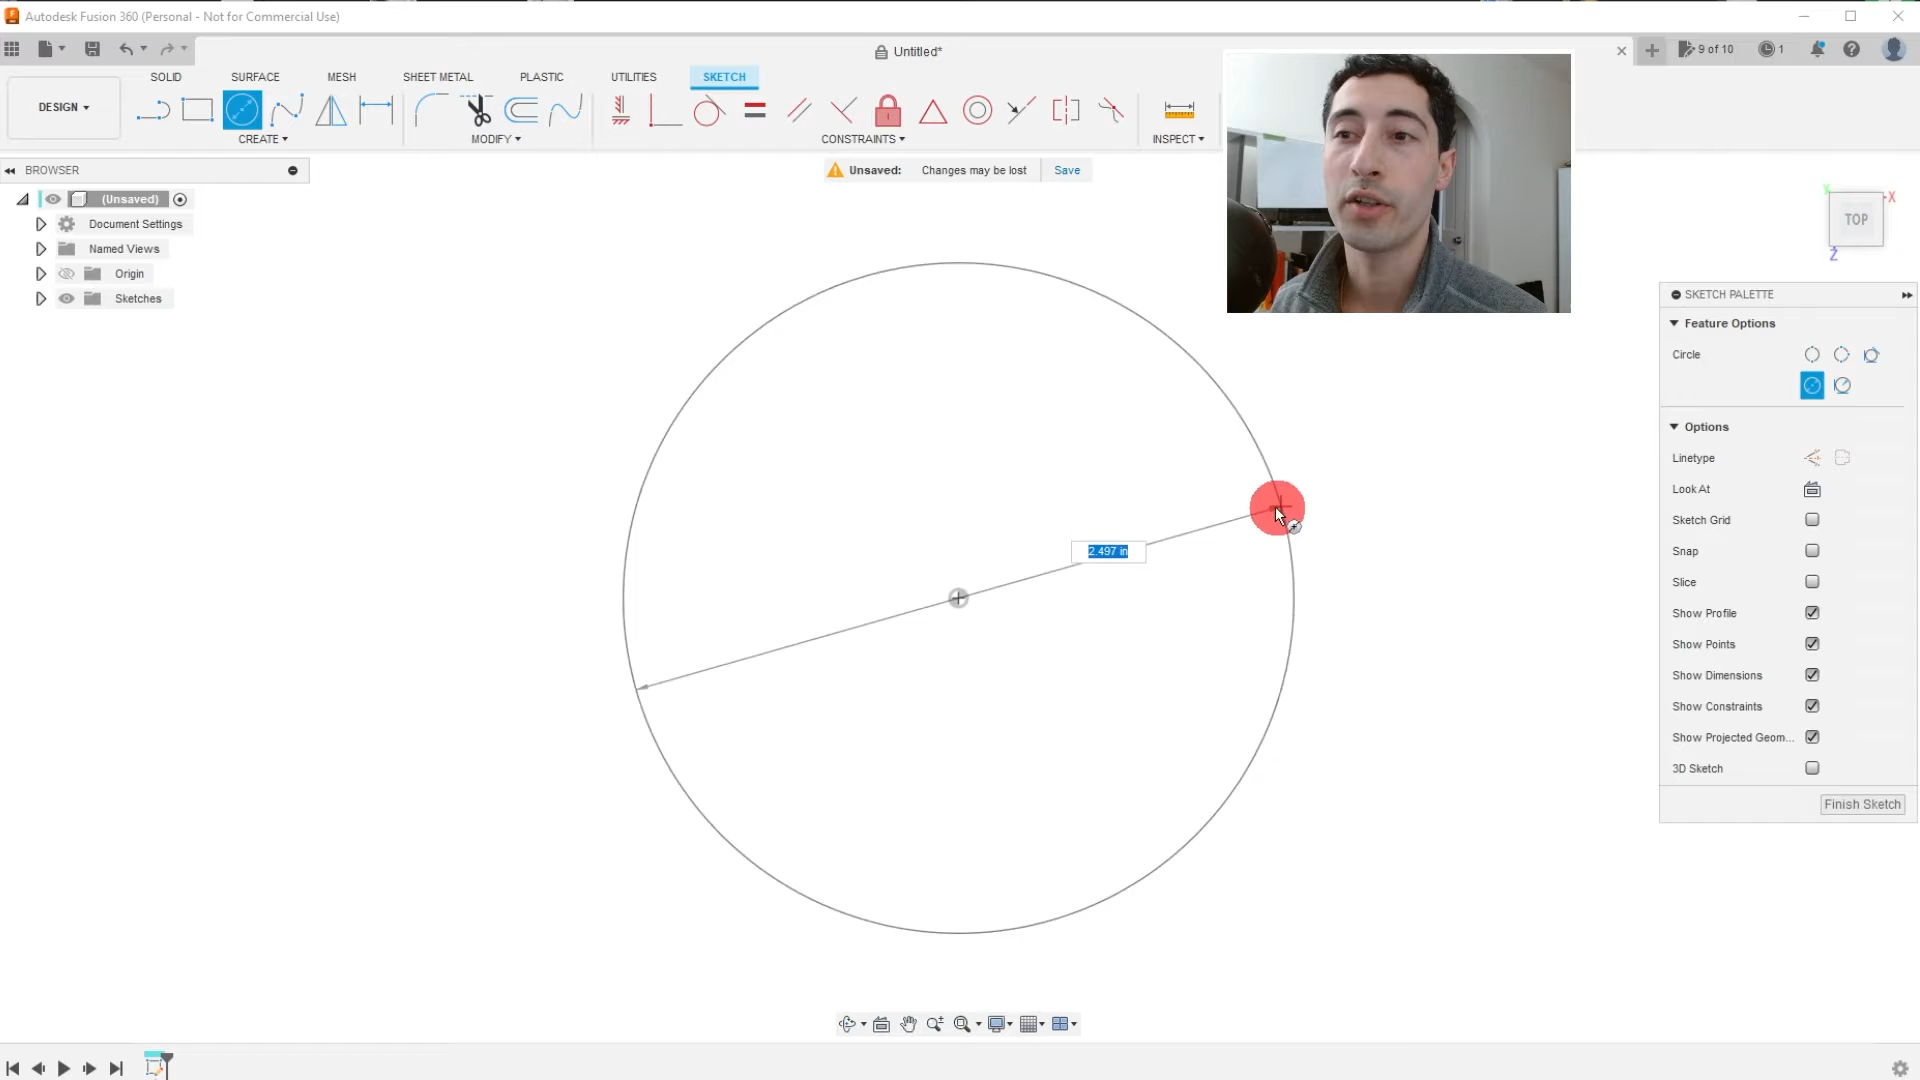 Autodesk Fusion 360 (Personal - Not for Commercial Use)
Untitled*
9 of 10
1
SOLID SURFACE MESH SHEET METAL PLASTIC UTILITIES SKETCH
DESIGN
CREATE MODIFY CONSTRAINTS INSPECT
BROWSER
Unsaved: Changes may be lost Save
(Unsaved)
Document Settings
Named Views
Origin
Sketches
Y
X
TOP
Z
SKETCH PALETTE
Feature Options
Circle
Options
Linetype
Look At
Sketch Grid
Snap
Slice
Show Profile
Show Points
Show Dimensions
Show Constraints
Show Projected Geom...
3D Sketch
Finish Sketch
2.497 in